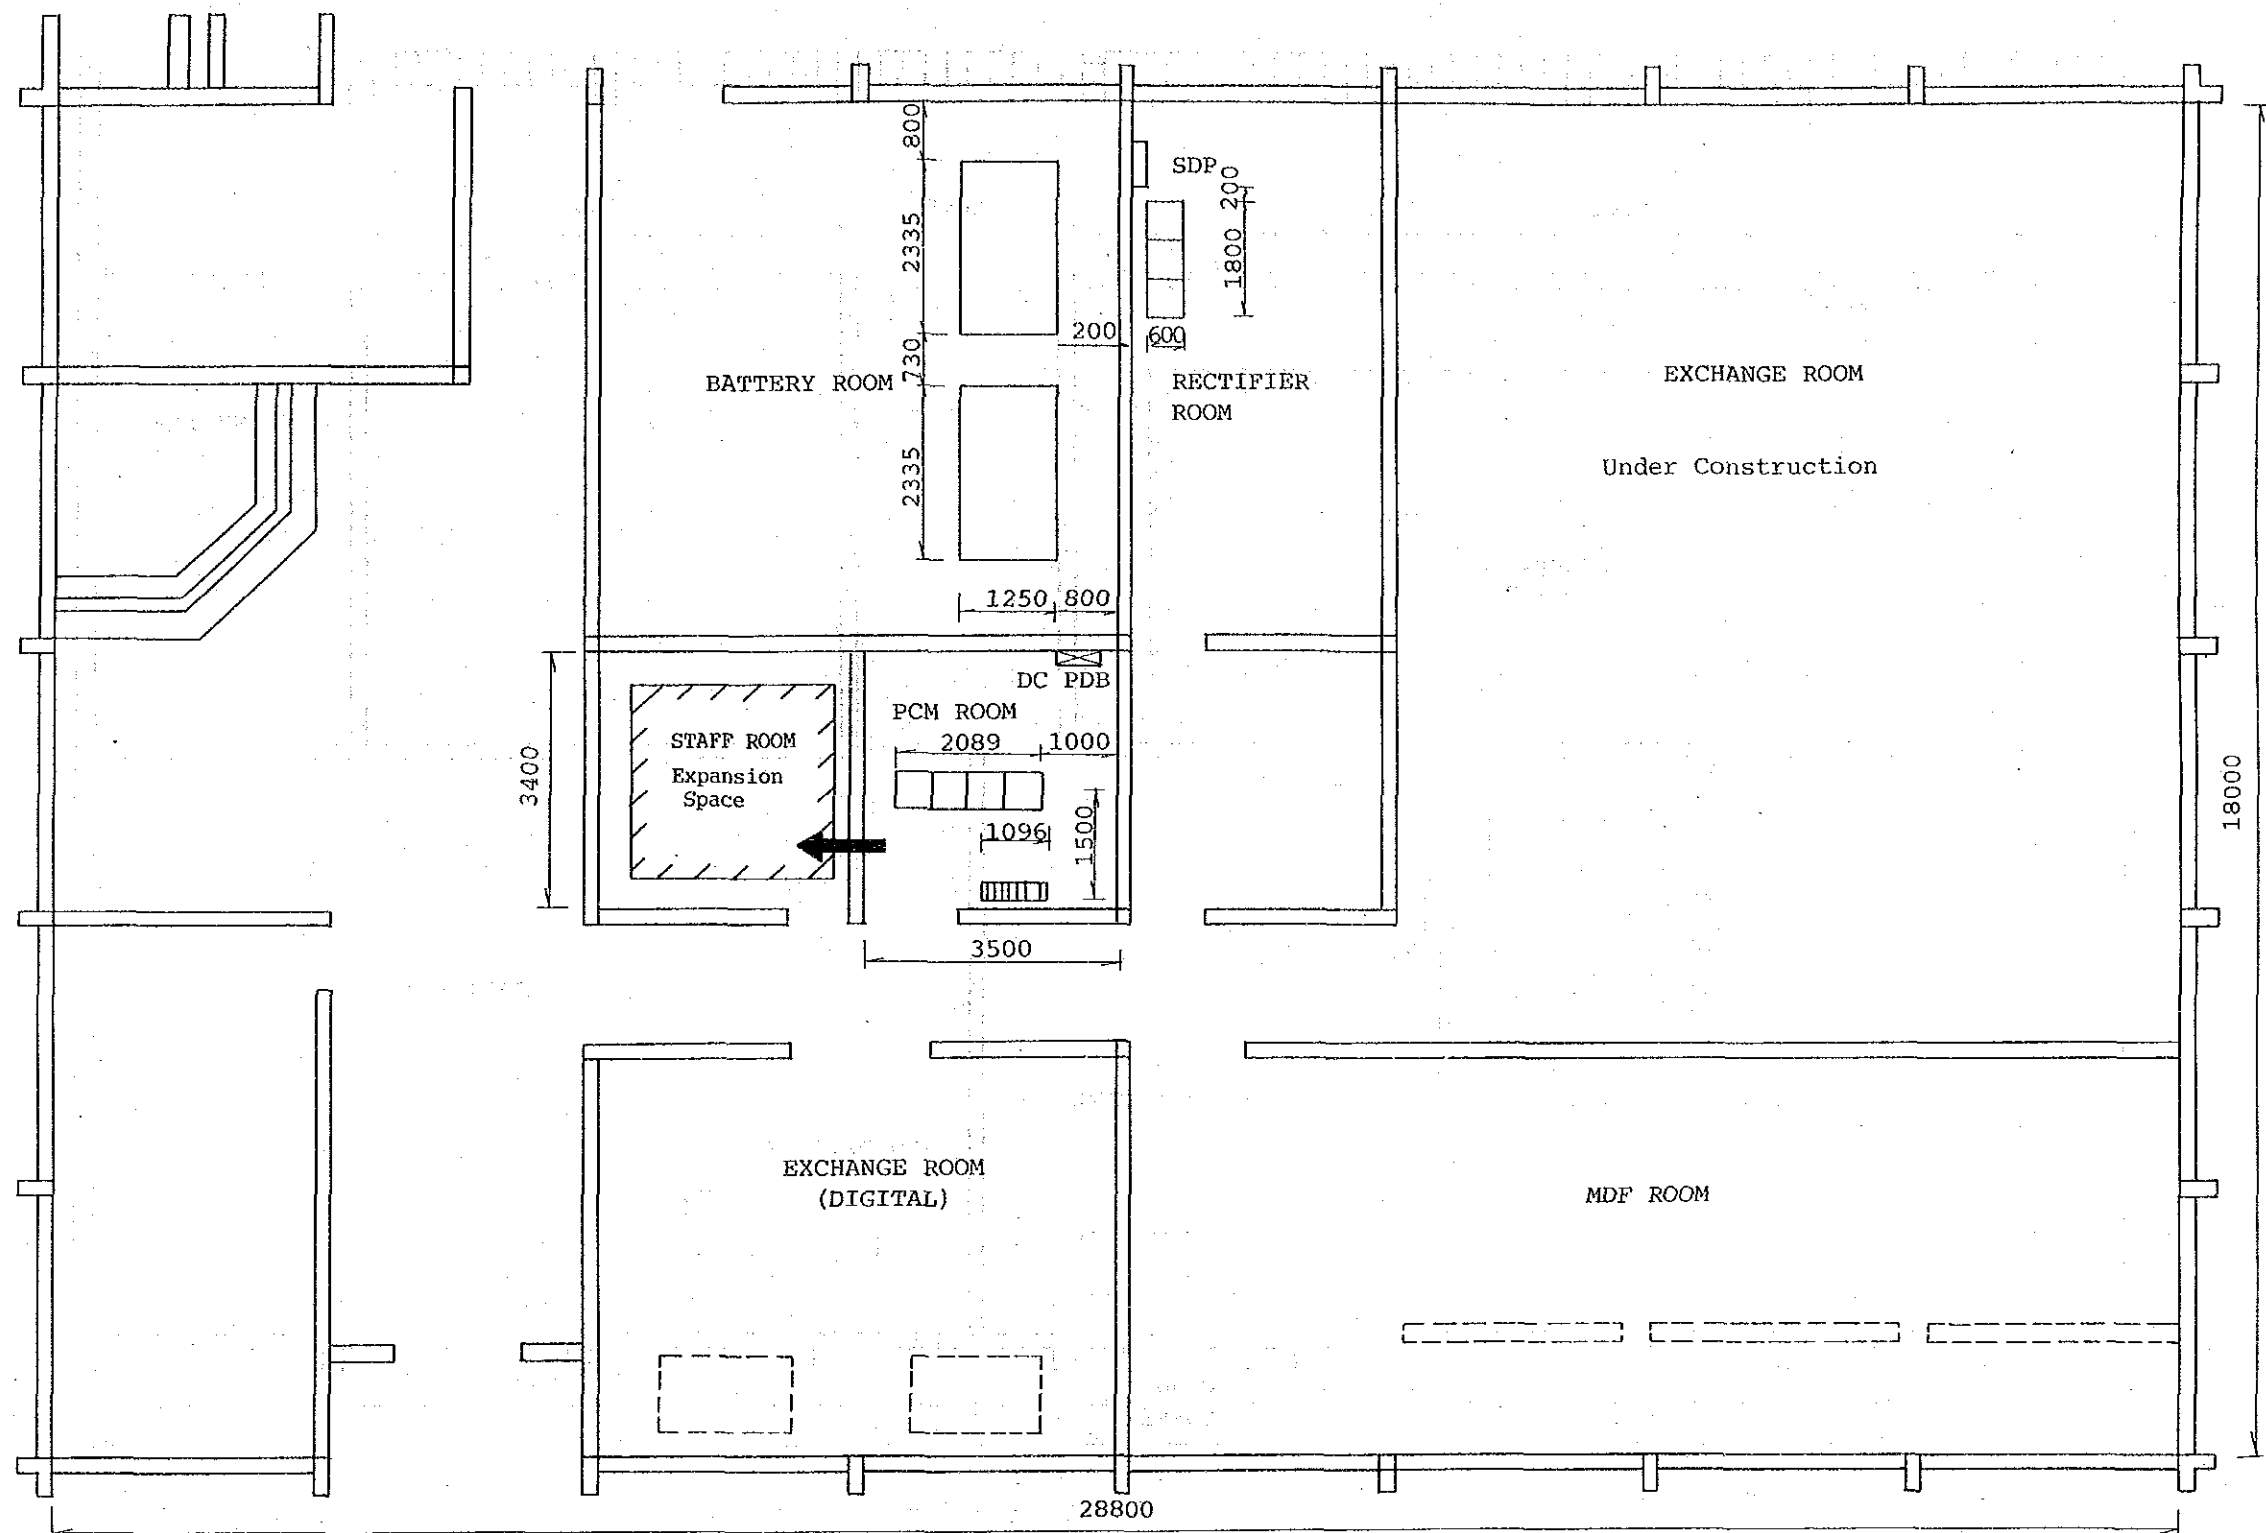 800
SDP
200
2335
1800
200
600
730
BATTERY ROOM
RECTIFIER
ROOM
EXCHANGE ROOM
Under Construction
2335
1250
800
DC PDB
PCM ROOM
STAFF ROOM
2089
1000
Expansion
Space
3400
1096
1500
18000
3500
EXCHANGE ROOM
(DIGITAL)
MDF ROOM
28800